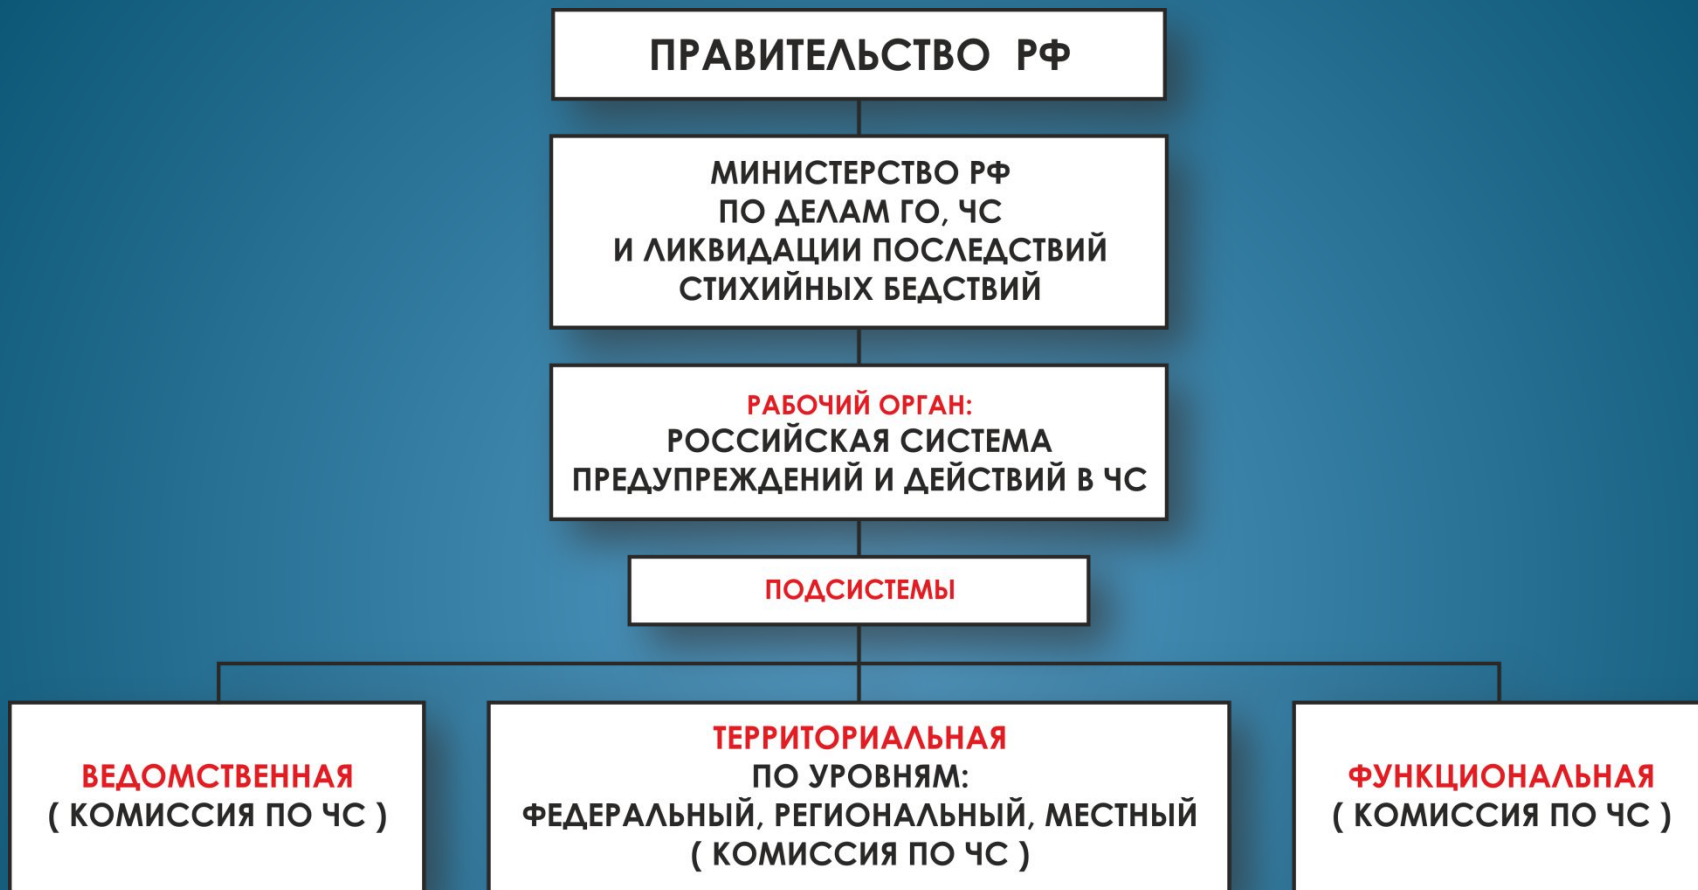 ПРАВИТЕЛЬСТВО РФ
МИНИСТЕРСТВО РФ
ПО ДЕЛАМ ГО, ЧС
И ЛИКВИДАЦИИ ПОСЛЕДСТВИЙ
СТИХИЙНЫХ БЕДСТВИЙ
РАБОЧИЙ ОРГАН:
РОССИЙСКАЯ СИСТЕМА
ПРЕДУПРЕЖДЕНИЙ И ДЕЙСТВИЙ В ЧС
ПОДСИСТЕМЫ
ВЕДОМСТВЕННАЯ
( КОМИССИЯ ПО ЧС )
ТЕРРИТОРИАЛЬНАЯ
ПО УРОВНЯМ:
ФЕДЕРАЛЬНЫЙ, РЕГИОНАЛЬНЫЙ, МЕСТНЫЙ
( КОМИССИЯ ПО ЧС )
ФУНКЦИОНАЛЬНАЯ
( КОМИССИЯ ПО ЧС )